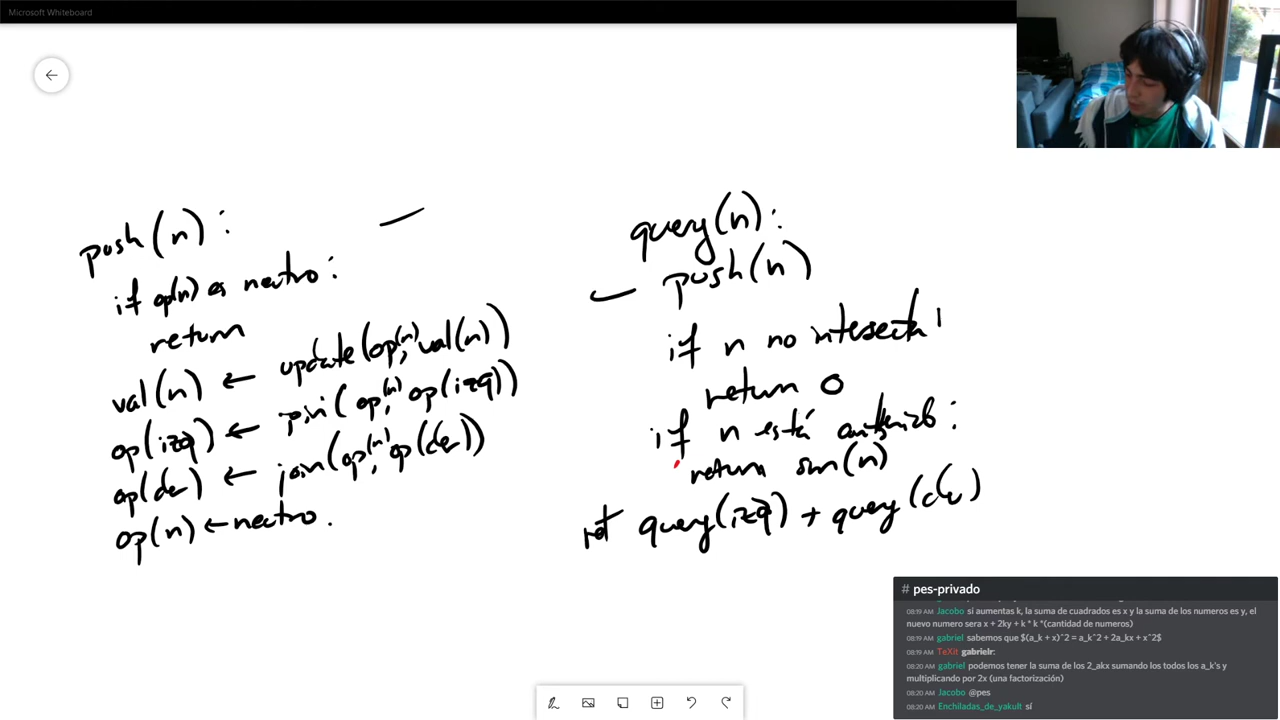 Microsoft Whiteboard
push(n):
if op(n) es neutro:
return
val(n) ← update(op(n), val(n))
op(izq) ← join(op(n), op(izq))
op(der) ← join(op(n), op(der))
op(n) ← neutro.
query(n):
push(n)
if n no intersecta
return 0
if n está contenido:
return sum(n)
ret query(izq) + query(der)
# pes-privado
08:19 AM Jacobo si aumentas k, la suma de cuadrados es x y la suma de los numeros es y, el
nuevo numero sera x + 2ky + k * k *(cantidad de numeros)
08:19 AM gabriel sabemos que $(a_k + x)^2 = a_k^2 + 2a_kx + x^2$
08:19 AM TeXit gabrielr:
08:20 AM gabriel podemos tener la suma de los 2_akx sumando los todos los a_k's y
multiplicando por 2x (una factorización)
08:20 AM Jacobo @pes
08:20 AM Enchiladas_de_yakult sí